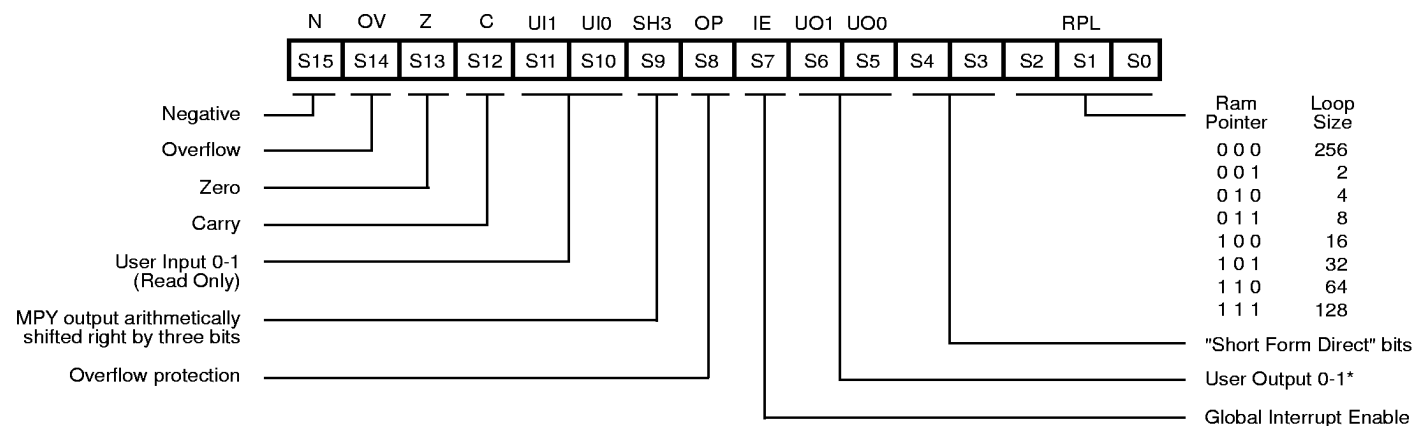 N OV Z C UI1 UI0 SH3 OP IE UO1 UO0 RPL
S15 S14 S13 S12 S11 S10 S9 S8 S7 S6 S5 S4 S3 S2 S1 S0
Negative
Overflow
Zero
Carry
User Input 0-1
(Read Only)
MPY output arithmetically
shifted right by three bits
Overflow protection
Ram Loop
Pointer Size
0 0 0 256
0 0 1 2
0 1 0 4
0 1 1 8
1 0 0 16
1 0 1 32
1 1 0 64
1 1 1 128
"Short Form Direct" bits
User Output 0-1*
Global Interrupt Enable